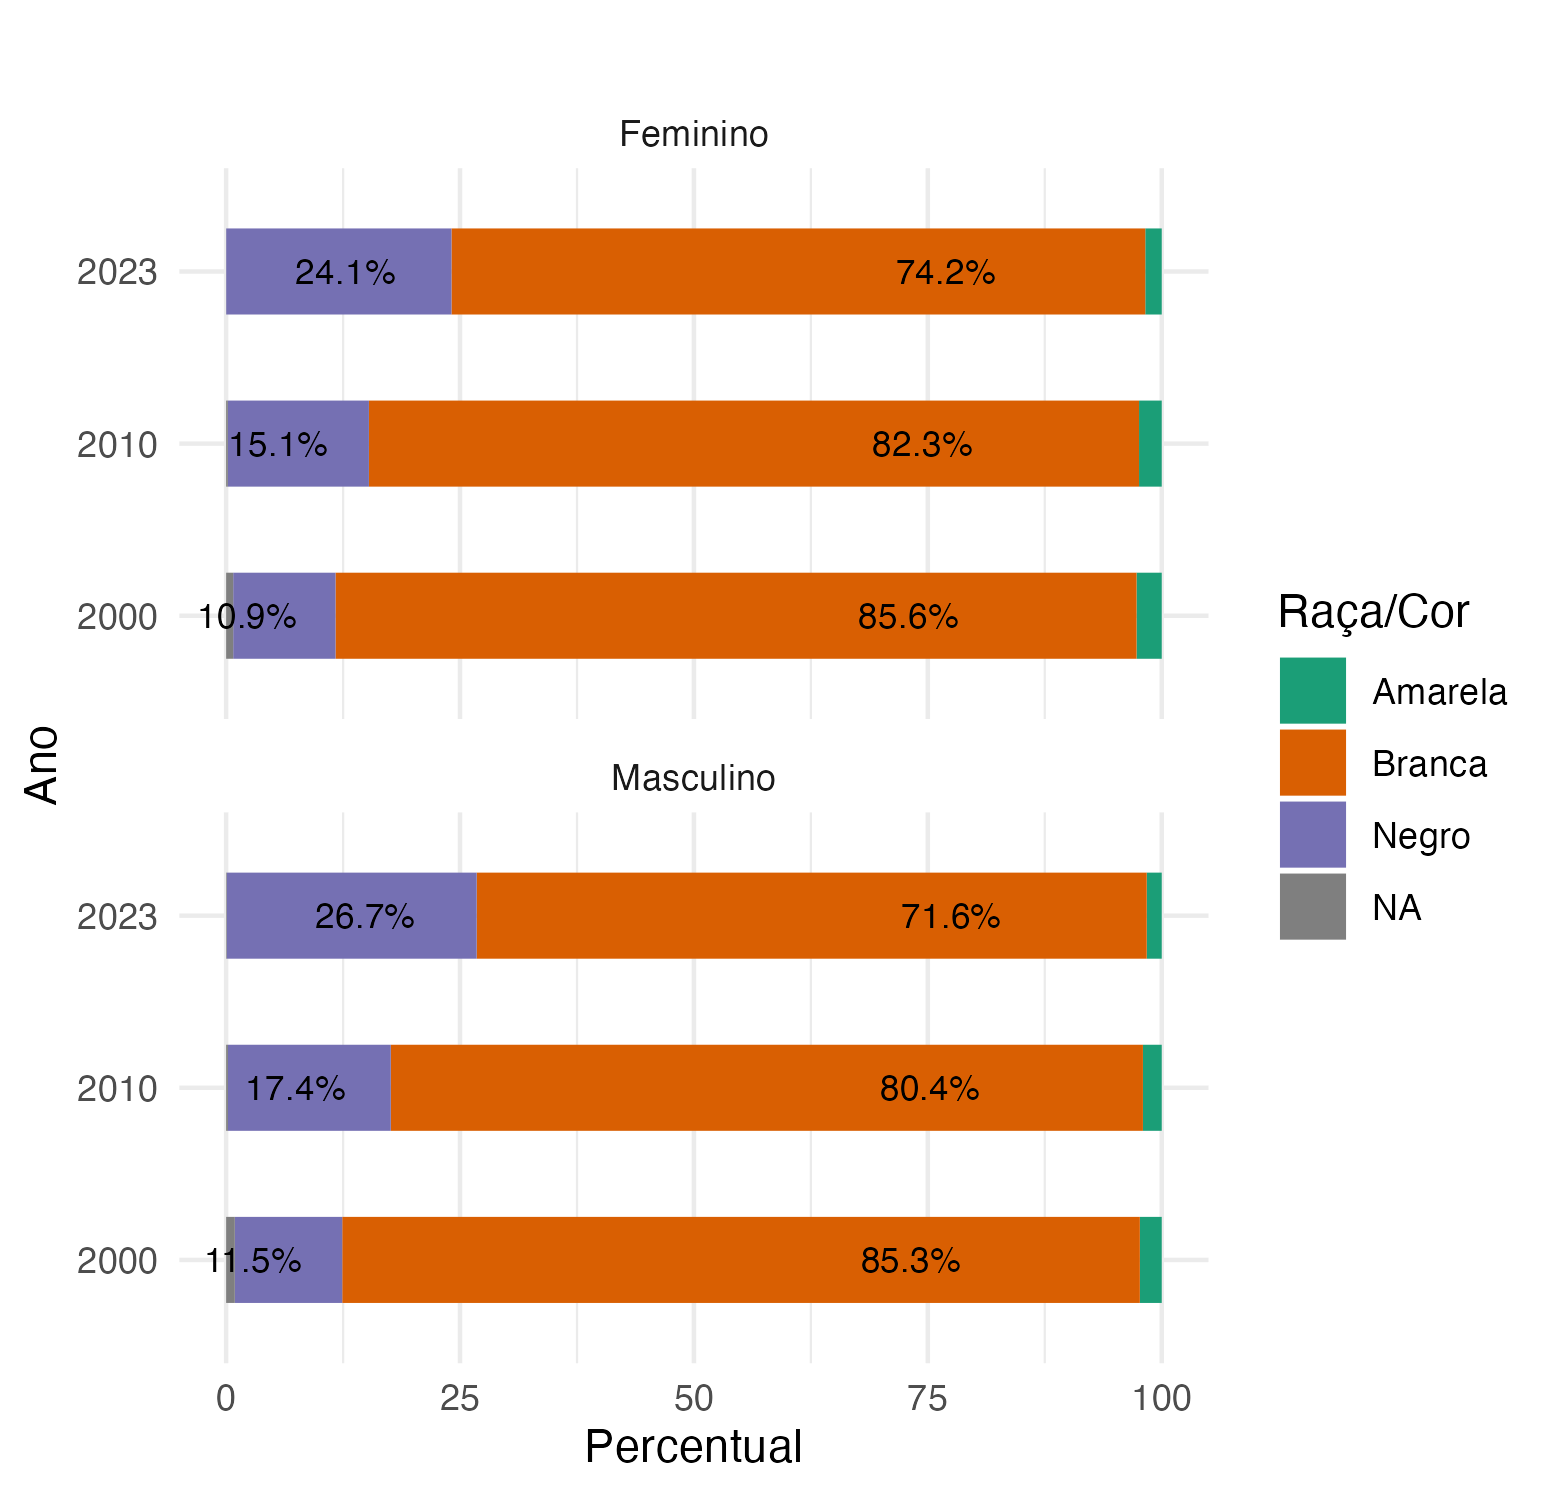 Feminino
2023
24.1%
74.2%
2010
15.1%
82.3%
2000
10.9%
85.6%
Ano
Masculino
2023
26.7%
71.6%
2010
17.4%
80.4%
2000
11.5%
85.3%
0
25
50
75
100
Percentual
Raça/Cor
Amarela
Branca
Negro
NA